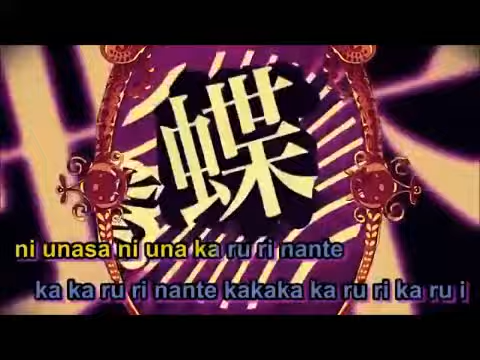 蝶
ni unasa ni una ka ru ri nante
ka ka ru ri nante kakaka ka ru ri ka ru i